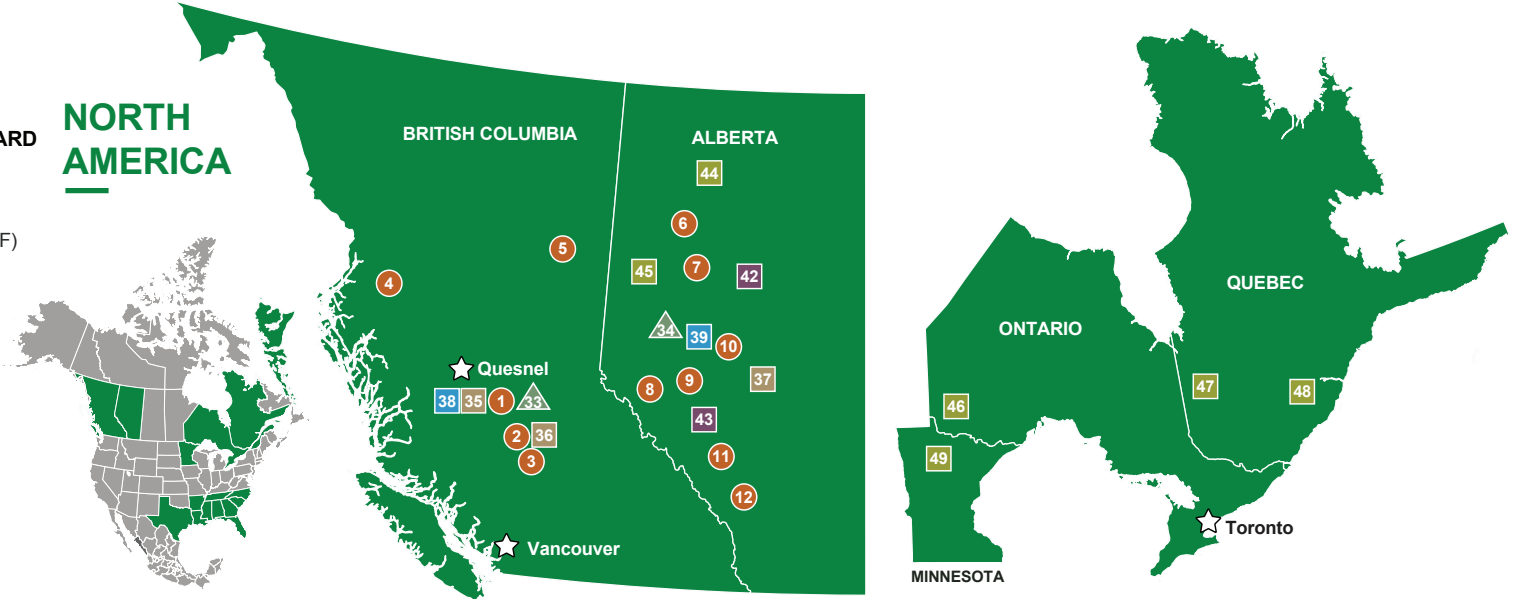 ARD
NORTH
AMERICA
F)
BRITISH COLUMBIA
ALBERTA
44
6
5
7
45
42
4
34
39
10
Quesnel
37
9
8
38
35
1
33
43
2
36
3
11
12
Vancouver
QUEBEC
ONTARIO
47
48
46
49
Toronto
MINNESOTA